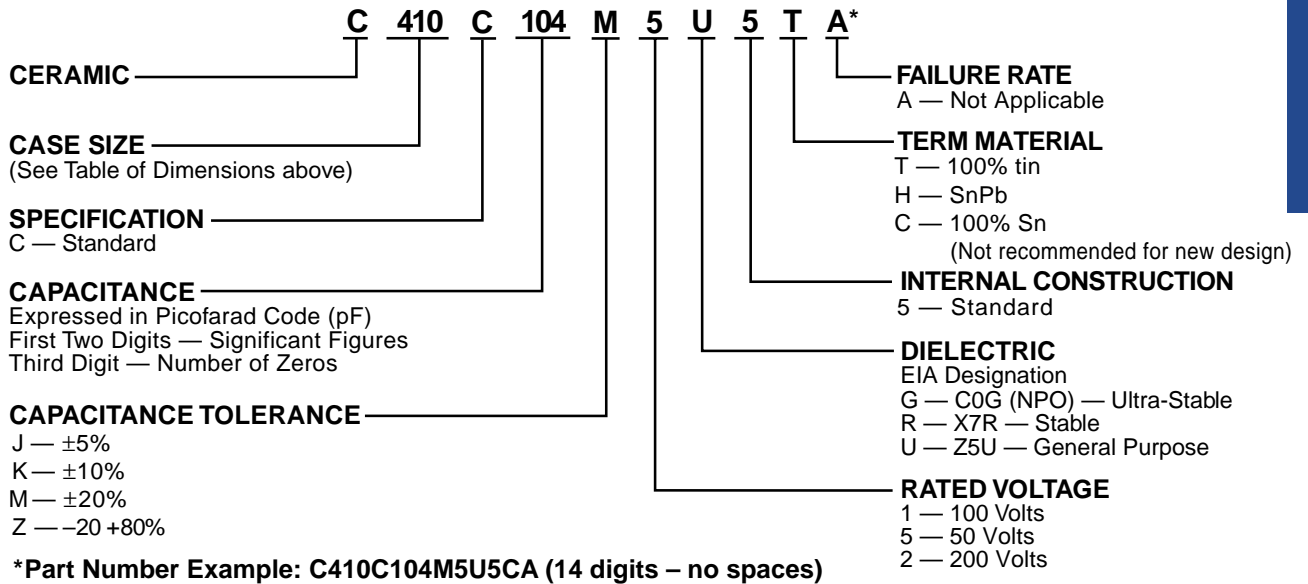 C 410 C 104 M 5 U 5 T A*
CERAMIC
CASE SIZE
(See Table of Dimensions above)
SPECIFICATION
C — Standard
CAPACITANCE
Expressed in Picofarad Code (pF)
First Two Digits — Significant Figures
Third Digit — Number of Zeros
CAPACITANCE TOLERANCE
J — ±5%
K — ±10%
M — ±20%
Z — –20 +80%
FAILURE RATE
A — Not Applicable
TERM MATERIAL
T — 100% tin
H — SnPb
C — 100% Sn
(Not recommended for new design)
INTERNAL CONSTRUCTION
5 — Standard
DIELECTRIC
EIA Designation
G — C0G (NPO) — Ultra-Stable
R — X7R — Stable
U — Z5U — General Purpose
RATED VOLTAGE
1 — 100 Volts
5 — 50 Volts
2 — 200 Volts
*Part Number Example: C410C104M5U5CA (14 digits – no spaces)